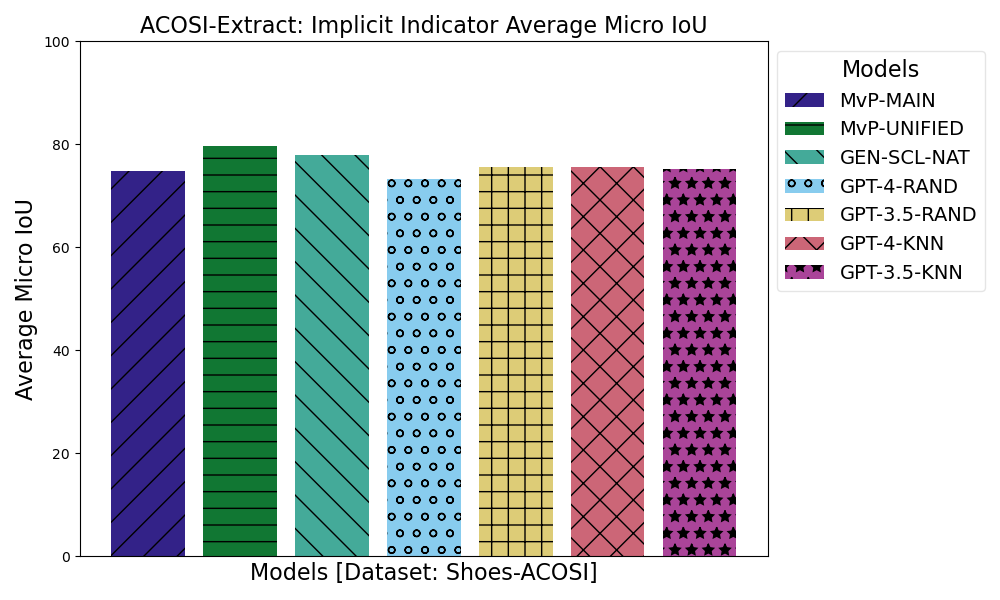 ACOSI-Extract: Implicit Indicator Average Micro IoU
Average Micro IoU
100
80
60
40
20
0
Models [Dataset: Shoes-ACOSI]
Models
MvP-MAIN
MvP-UNIFIED
GEN-SCL-NAT
GPT-4-RAND
GPT-3.5-RAND
GPT-4-KNN
GPT-3.5-KNN